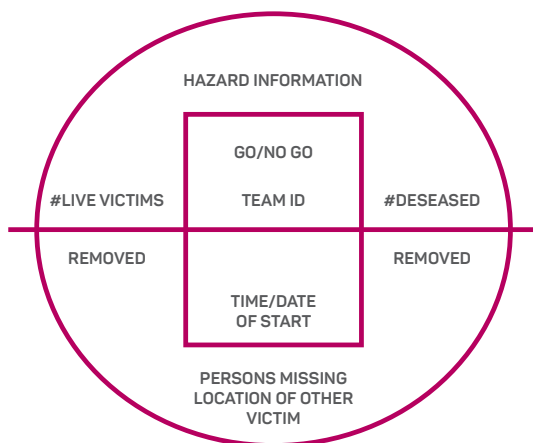 HAZARD INFORMATION
GO/NO GO
#LIVE VICTIMS
TEAM ID
#DESEASED
REMOVED
REMOVED
TIME/DATE
OF START
PERSONS MISSING
LOCATION OF OTHER
VICTIM